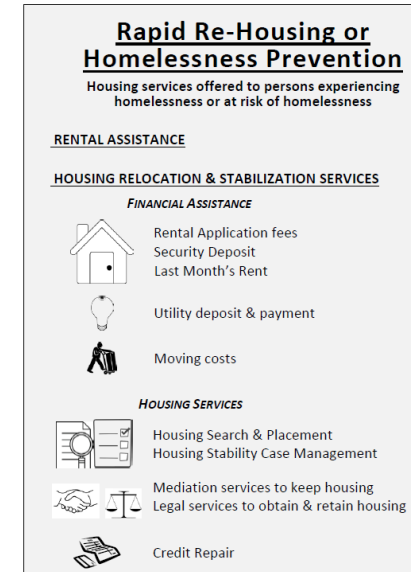 Rapid Re-Housing or
Homelessness Prevention
Housing services offered to persons experiencing
homelessness or at risk of homelessness
RENTAL ASSISTANCE
HOUSING RELOCATION & STABILIZATION SERVICES
FINANCIAL ASSISTANCE
Rental Application fees
Security Deposit
Last Month's Rent
Utility deposit & payment
Moving costs
HOUSING SERVICES
Housing Search & Placement
Housing Stability Case Management
Mediation services to keep housing
Legal services to obtain & retain housing
Credit Repair